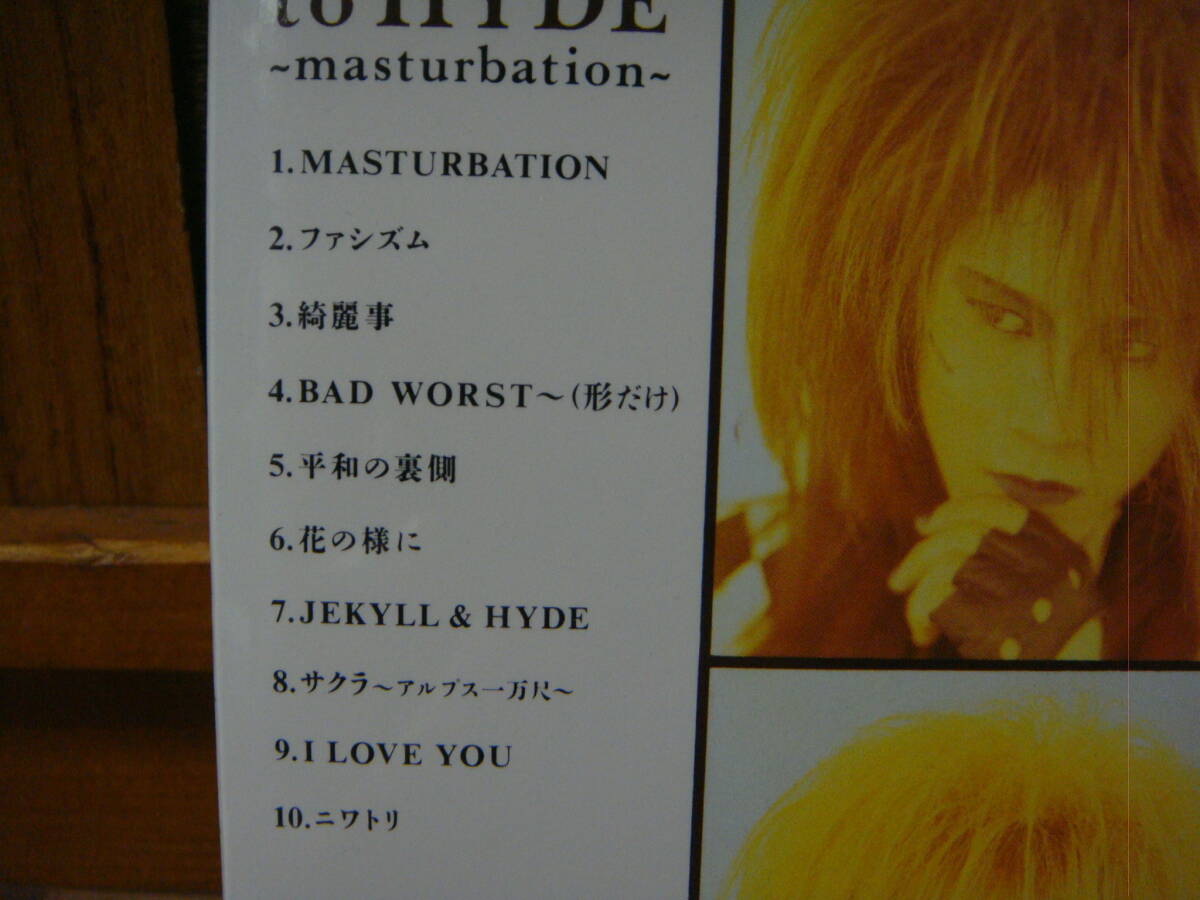 to HYDE
~masturbation~
1.MASTURBATION
2.ファシズム
3.綺麗事
4.BAD WORST～(形だけ)
5.平和の裏側
6.花の様に
7.JEKYLL & HYDE
8.サクラ～アルプス一万尺～
9.I LOVE YOU
10.ニワトリ